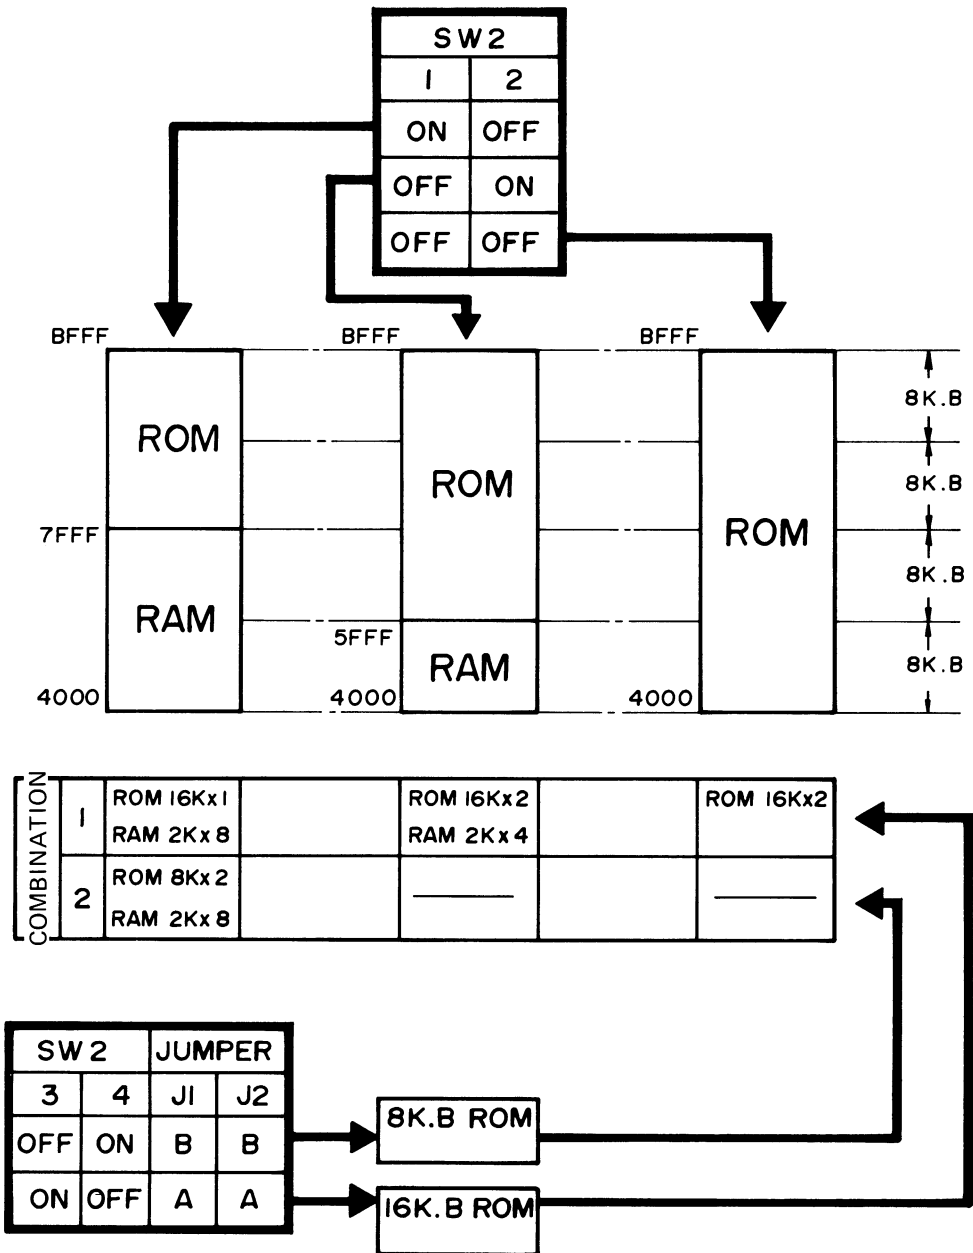 SW2
1 2
ON OFF
OFF ON
OFF OFF
BFFF BFFF BFFF
8K.B
ROM
8K.B
ROM
7FFF
ROM
8K.B
RAM
5FFF
8K.B
RAM
4000 4000 4000
COMBINATION
1
ROM 16Kx1 ROM 16Kx2 ROM 16Kx2
RAM 2Kx8 RAM 2Kx4
2
ROM 8Kx2
RAM 2Kx8
SW2 JUMPER
3 4 J1 J2
OFF ON B B
ON OFF A A
8K.B ROM
16K.B ROM